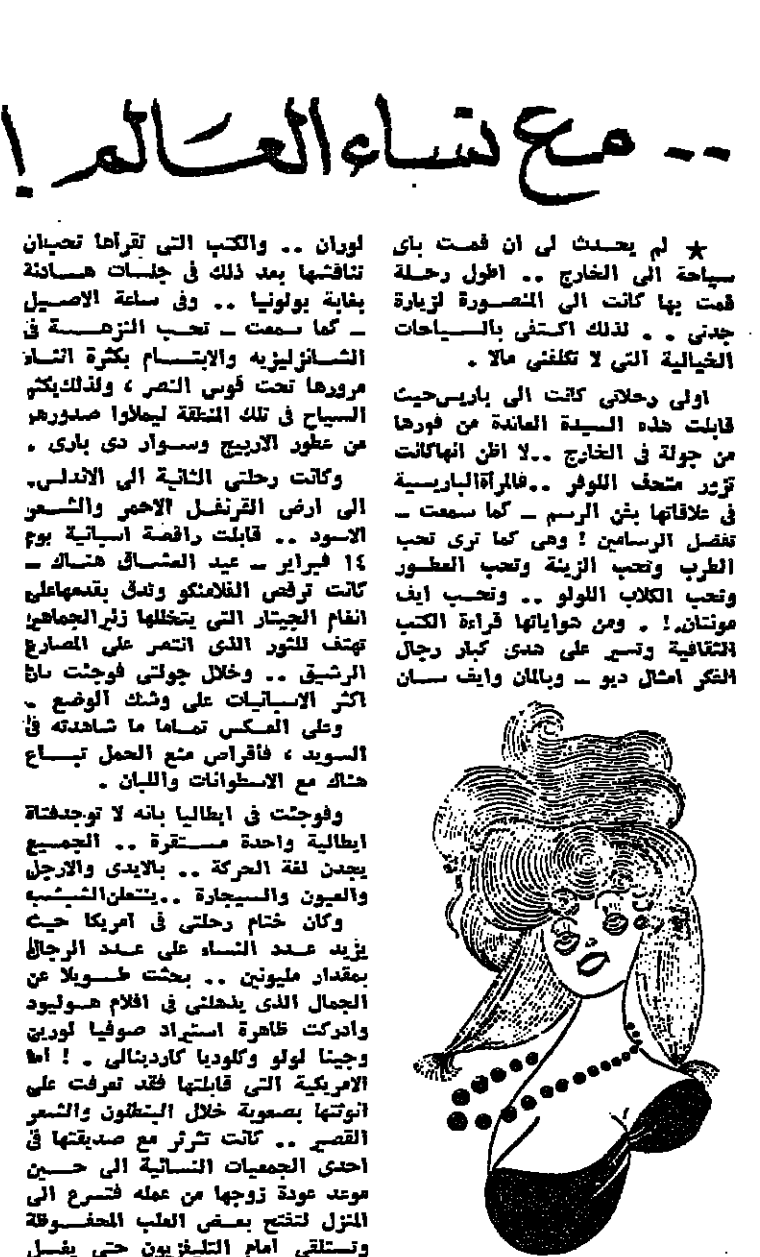 -- مع نساء العالم !
★ لم يحدث لى ان قمت باى
سياحة الى الخارج .. اطول رحلة
قمت بها كانت الى المنصورة لزيارة
جدتى .. لذلك اكتفى بالسياحات
الخيالية التى لا تكلفنى مالا .
اولى رحلاتى كانت الى باريس حيث
قابلت هذه السيدة العائدة من فورها
من جولة فى الخارج .. لا اظن انها كانت
تزور متحف اللوفر .. فالمرأة الباريسية
فى علاقاتها بفن الرسم ـ كما سمعت ـ
تفضل الرسامين ! وهى كما ترى تحب
الطرب وتحب الزينة وتحب العطور
وتحب الكلاب اللولو .. وتحب ايف
مونتان ! . ومن هواياتها قراءة الكتب
الثقافية وتسير على هدى كبار رجال
الفكر امثال ديو ـ وبالمان وايف سان
لوران .. والكتب التى تقرأها تحب ان
تناقشها بعد ذلك فى جلسات هادئة
بغابة بولونيا .. وفى ساعة الاصيل
ـ كما سمعت ـ تحب النزهة فى
الشانزليزيه والابتسام بكثرة اثناء
مرورها تحت قوس النصر ، ولذلك يكثر
السياح فى تلك المنطقة ليملأوا صدورهم
من عطور الاربيج وسوار دى بارى .
وكانت رحلتى الثانية الى الاندلس
الى ارض القرنفل الاحمر والشعر
الاسود .. قابلت راقصة اسبانية يوم
١٤ فبراير ـ عيد العشاق هناك ـ
كانت ترقص الفلامنكو وتدق بقدمها على
انغام الجيتار التى يتخللها زئير الجماهير
تهتف للثور الذى انتصر على المصارع
الرشيق .. وخلال جولتى فوجئت بان
اكثر الاسبانيات على وشك الوضع ـ
وعلى العكس تماما ما شاهدته فى
السويد ، فأقراص منع الحمل تباع
هناك مع الاسطوانات واللبان .
وفوجئت فى ايطاليا بانه لا توجد فتاة
ايطالية واحدة مستقرة .. الجميع
يجدن لغة الحركة .. بالايدى والارجل
والعيون والسيجارة .. ينتعلن الشبشب
وكان ختام رحلتى فى امريكا حيث
يزيد عدد النساء على عدد الرجال
بمقدار مليونين .. بحثت طويلا عن
الجمال الذى يذهلنى فى افلام هوليود
وادركت ظاهرة استيراد صوفيا لورين
وجينا لولو وكلوديا كاردينالى . ! اما
الامريكية التى قابلتها فقد تعرفت على
انوثتها بصعوبة خلال البنطلون والشعر
القصير .. كانت تثرثر مع صديقتها فى
احدى الجمعيات النسائية الى حين
موعد عودة زوجها من عمله فتسرع الى
المنزل لتفتح بعض العلب المحفوظة
وتستلقى امام التليفزيون حتى يغسل